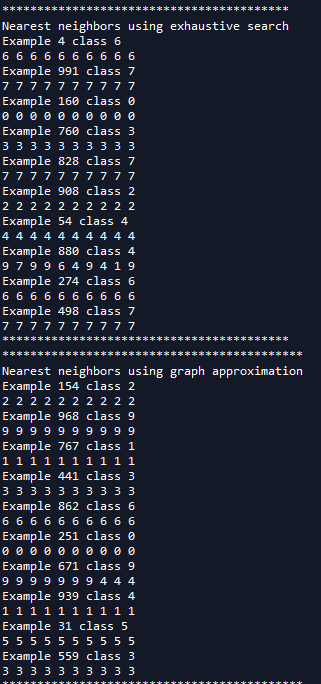 *****************************************
Nearest neighbors using exhaustive search
Example 4 class 6
6 6 6 6 6 6 6 6 6 6
Example 991 class 7
7 7 7 7 7 7 7 7 7 7
Example 160 class 0
0 0 0 0 0 0 0 0 0 0
Example 760 class 3
3 3 3 3 3 3 3 3 3 3
Example 828 class 7
7 7 7 7 7 7 7 7 7 7
Example 908 class 2
2 2 2 2 2 2 2 2 2 2
Example 54 class 4
4 4 4 4 4 4 4 4 4 4
Example 880 class 4
9 7 9 9 6 4 9 4 1 9
Example 274 class 6
6 6 6 6 6 6 6 6 6 6
Example 498 class 7
7 7 7 7 7 7 7 7 7 7
*****************************************
*******************************************
Nearest neighbors using graph approximation
Example 154 class 2
2 2 2 2 2 2 2 2 2 2
Example 968 class 9
9 9 9 9 9 9 9 9 9 9
Example 767 class 1
1 1 1 1 1 1 1 1 1 1
Example 441 class 3
3 3 3 3 3 3 3 3 3 3
Example 862 class 6
6 6 6 6 6 6 6 6 6 6
Example 251 class 0
0 0 0 0 0 0 0 0 0 0
Example 671 class 9
9 9 9 9 9 9 9 4 4 4
Example 939 class 4
1 1 1 1 1 1 1 1 1 1
Example 31 class 5
5 5 5 5 5 5 5 5 5 5
Example 559 class 3
3 3 3 3 3 3 3 3 3 3
*******************************************